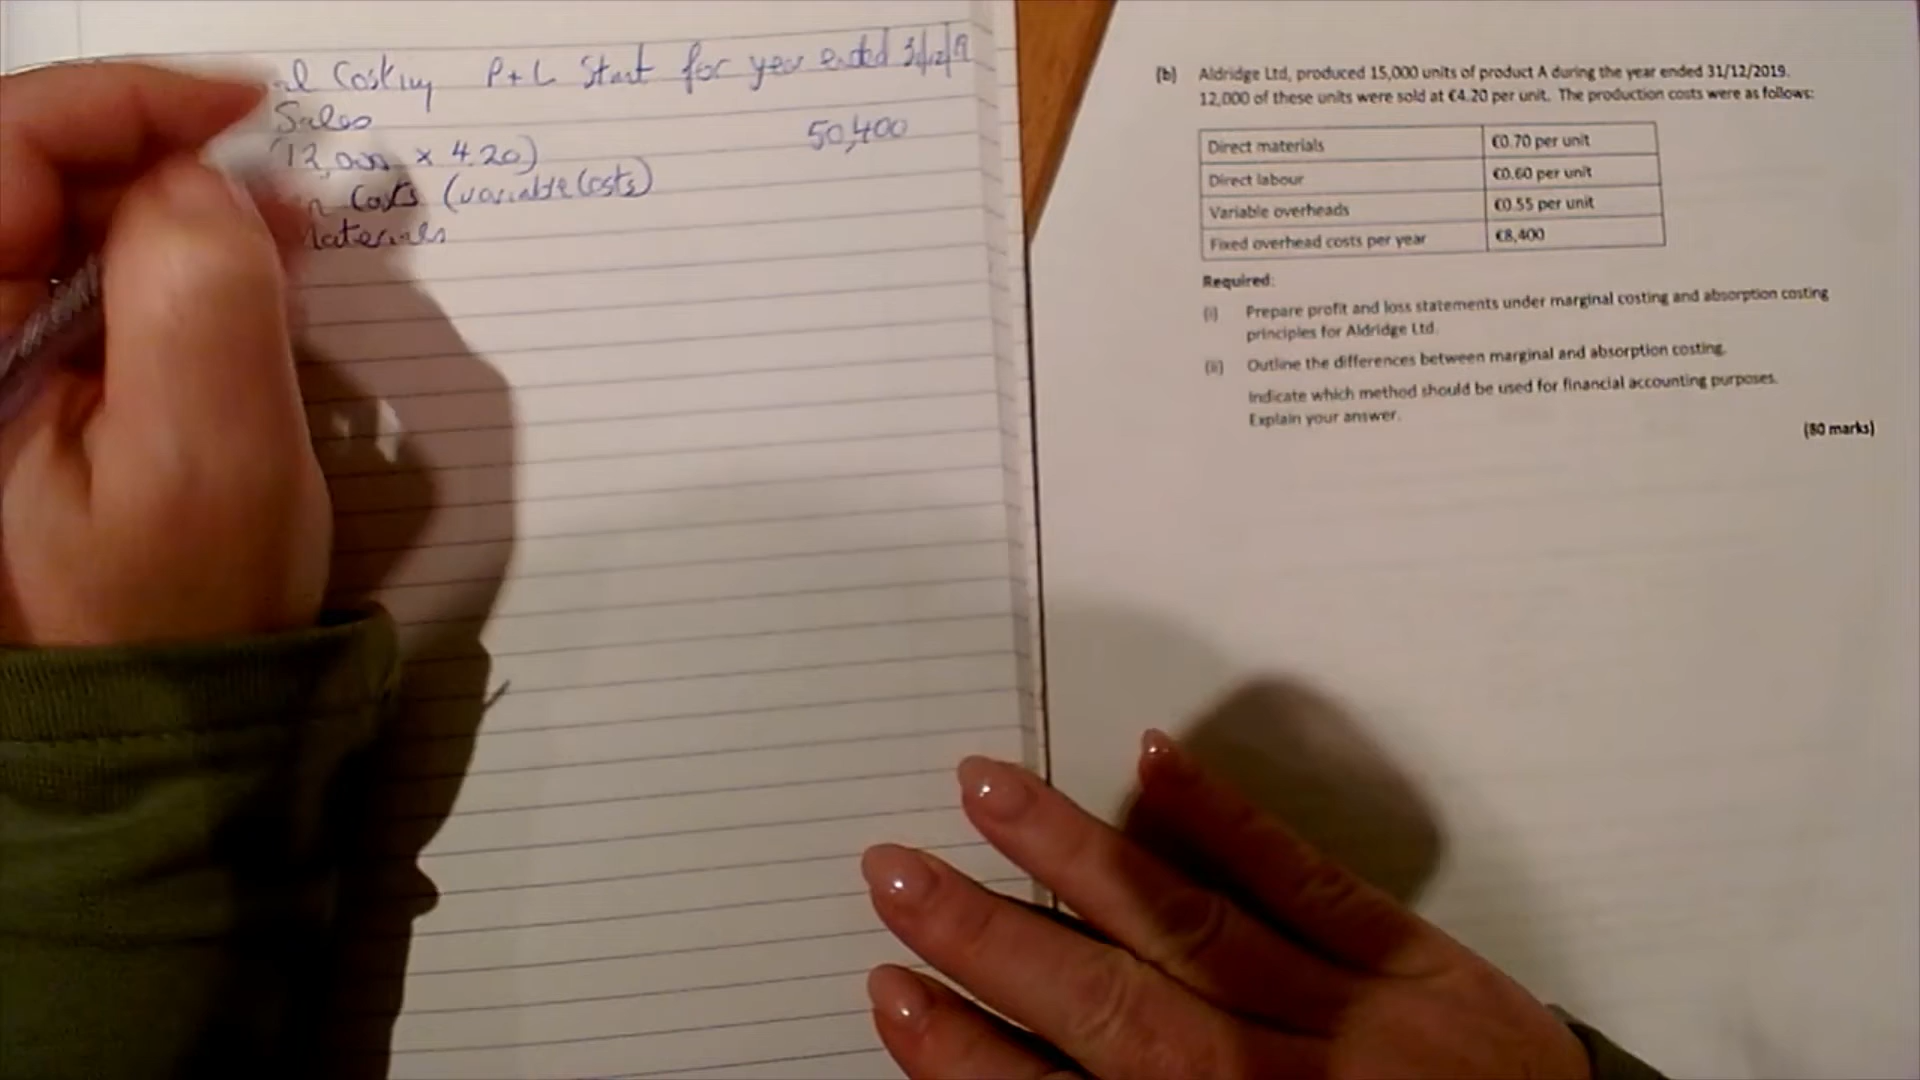 Costing P+L Stmt for year ended 31/12/19
Sales
(12,000 x 4.20) 50,400
Costs (variable Costs)
Materials
(b) Aldridge Ltd, produced 15,000 units of product A during the year ended 31/12/2019.
12,000 of these units were sold at €4.20 per unit. The production costs were as follows:
Direct materials €0.70 per unit
Direct labour €0.60 per unit
Variable overheads €0.55 per unit
Fixed overhead costs per year €8,400
Required:
(i) Prepare profit and loss statements under marginal costing and absorption costing
principles for Aldridge Ltd.
(ii) Outline the differences between marginal and absorption costing.
Indicate which method should be used for financial accounting purposes.
Explain your answer.
(80 marks)